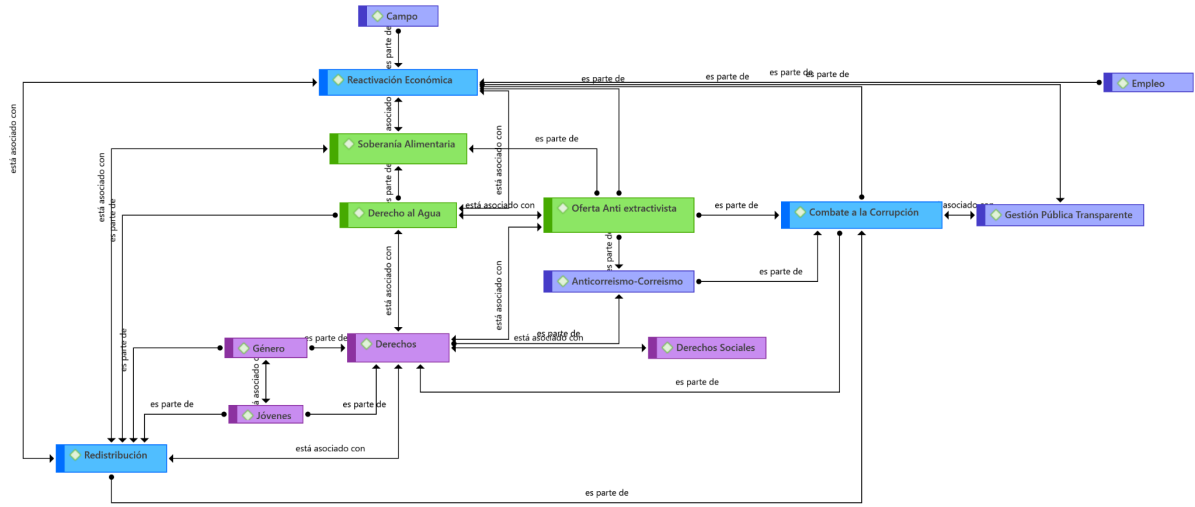 Campo
es parte de
Reactivación Económica
es parte de
es parte de
es parte de
es parte de
Empleo
está asociado con
asociado
Soberanía Alimentaria
es parte de
está asociado con
está asociado con
es parte de
es parte de
Derecho al Agua
está asociado con
Oferta Anti extractivista
es parte de
Combate a la Corrupción
asociado con
Gestión Pública Transparente
es parte de
está asociado con
está asociado con
es parte de
Anticorreismo-Correismo
es parte de
es parte de
Género
es parte de
Derechos
es parte de
está asociado con
Derechos Sociales
á asociado c
es parte de
Jóvenes
es parte de
es parte de
Redistribución
está asociado con
es parte de